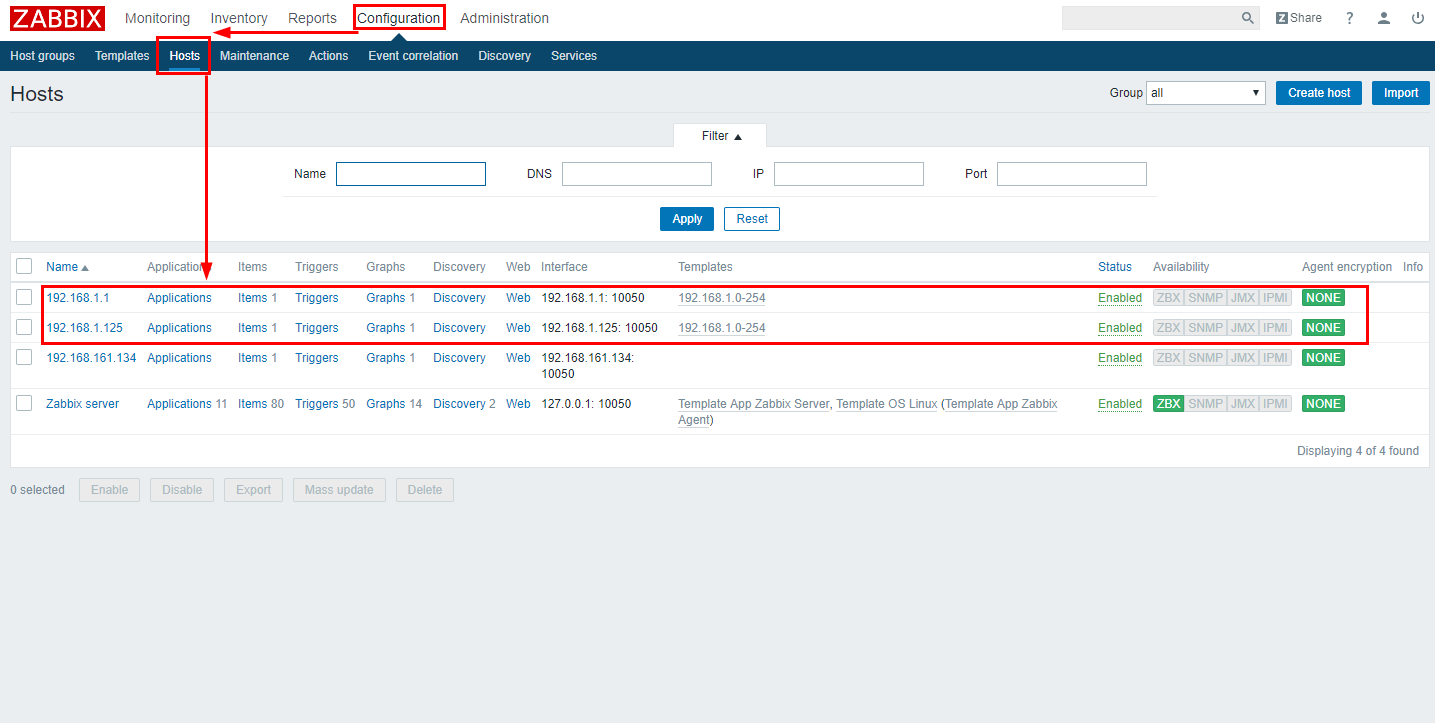 ZABBIX Monitoring Inventory Reports Configuration Administration Z Share ?
Host groups Templates Hosts Maintenance Actions Event correlation Discovery Services
Hosts Group all Create host Import
Filter
Name DNS IP Port
Apply Reset
Name Applications Items Triggers Graphs Discovery Web Interface Templates Status Availability Agent encryption Info
192.168.1.1 Applications Items 1 Triggers Graphs 1 Discovery Web 192.168.1.1: 10050 192.168.1.0-254 Enabled ZBX SNMP JMX IPMI NONE
192.168.1.125 Applications Items 1 Triggers Graphs 1 Discovery Web 192.168.1.125: 10050 192.168.1.0-254 Enabled ZBX SNMP JMX IPMI NONE
192.168.161.134 Applications Items 1 Triggers Graphs 1 Discovery Web 192.168.161.134: Enabled ZBX SNMP JMX IPMI NONE
10050
Zabbix server Applications 11 Items 80 Triggers 50 Graphs 14 Discovery 2 Web 127.0.0.1: 10050 Template App Zabbix Server, Template OS Linux (Template App Zabbix Enabled ZBX SNMP JMX IPMI NONE
Agent)
Displaying 4 of 4 found
0 selected Enable Disable Export Mass update Delete